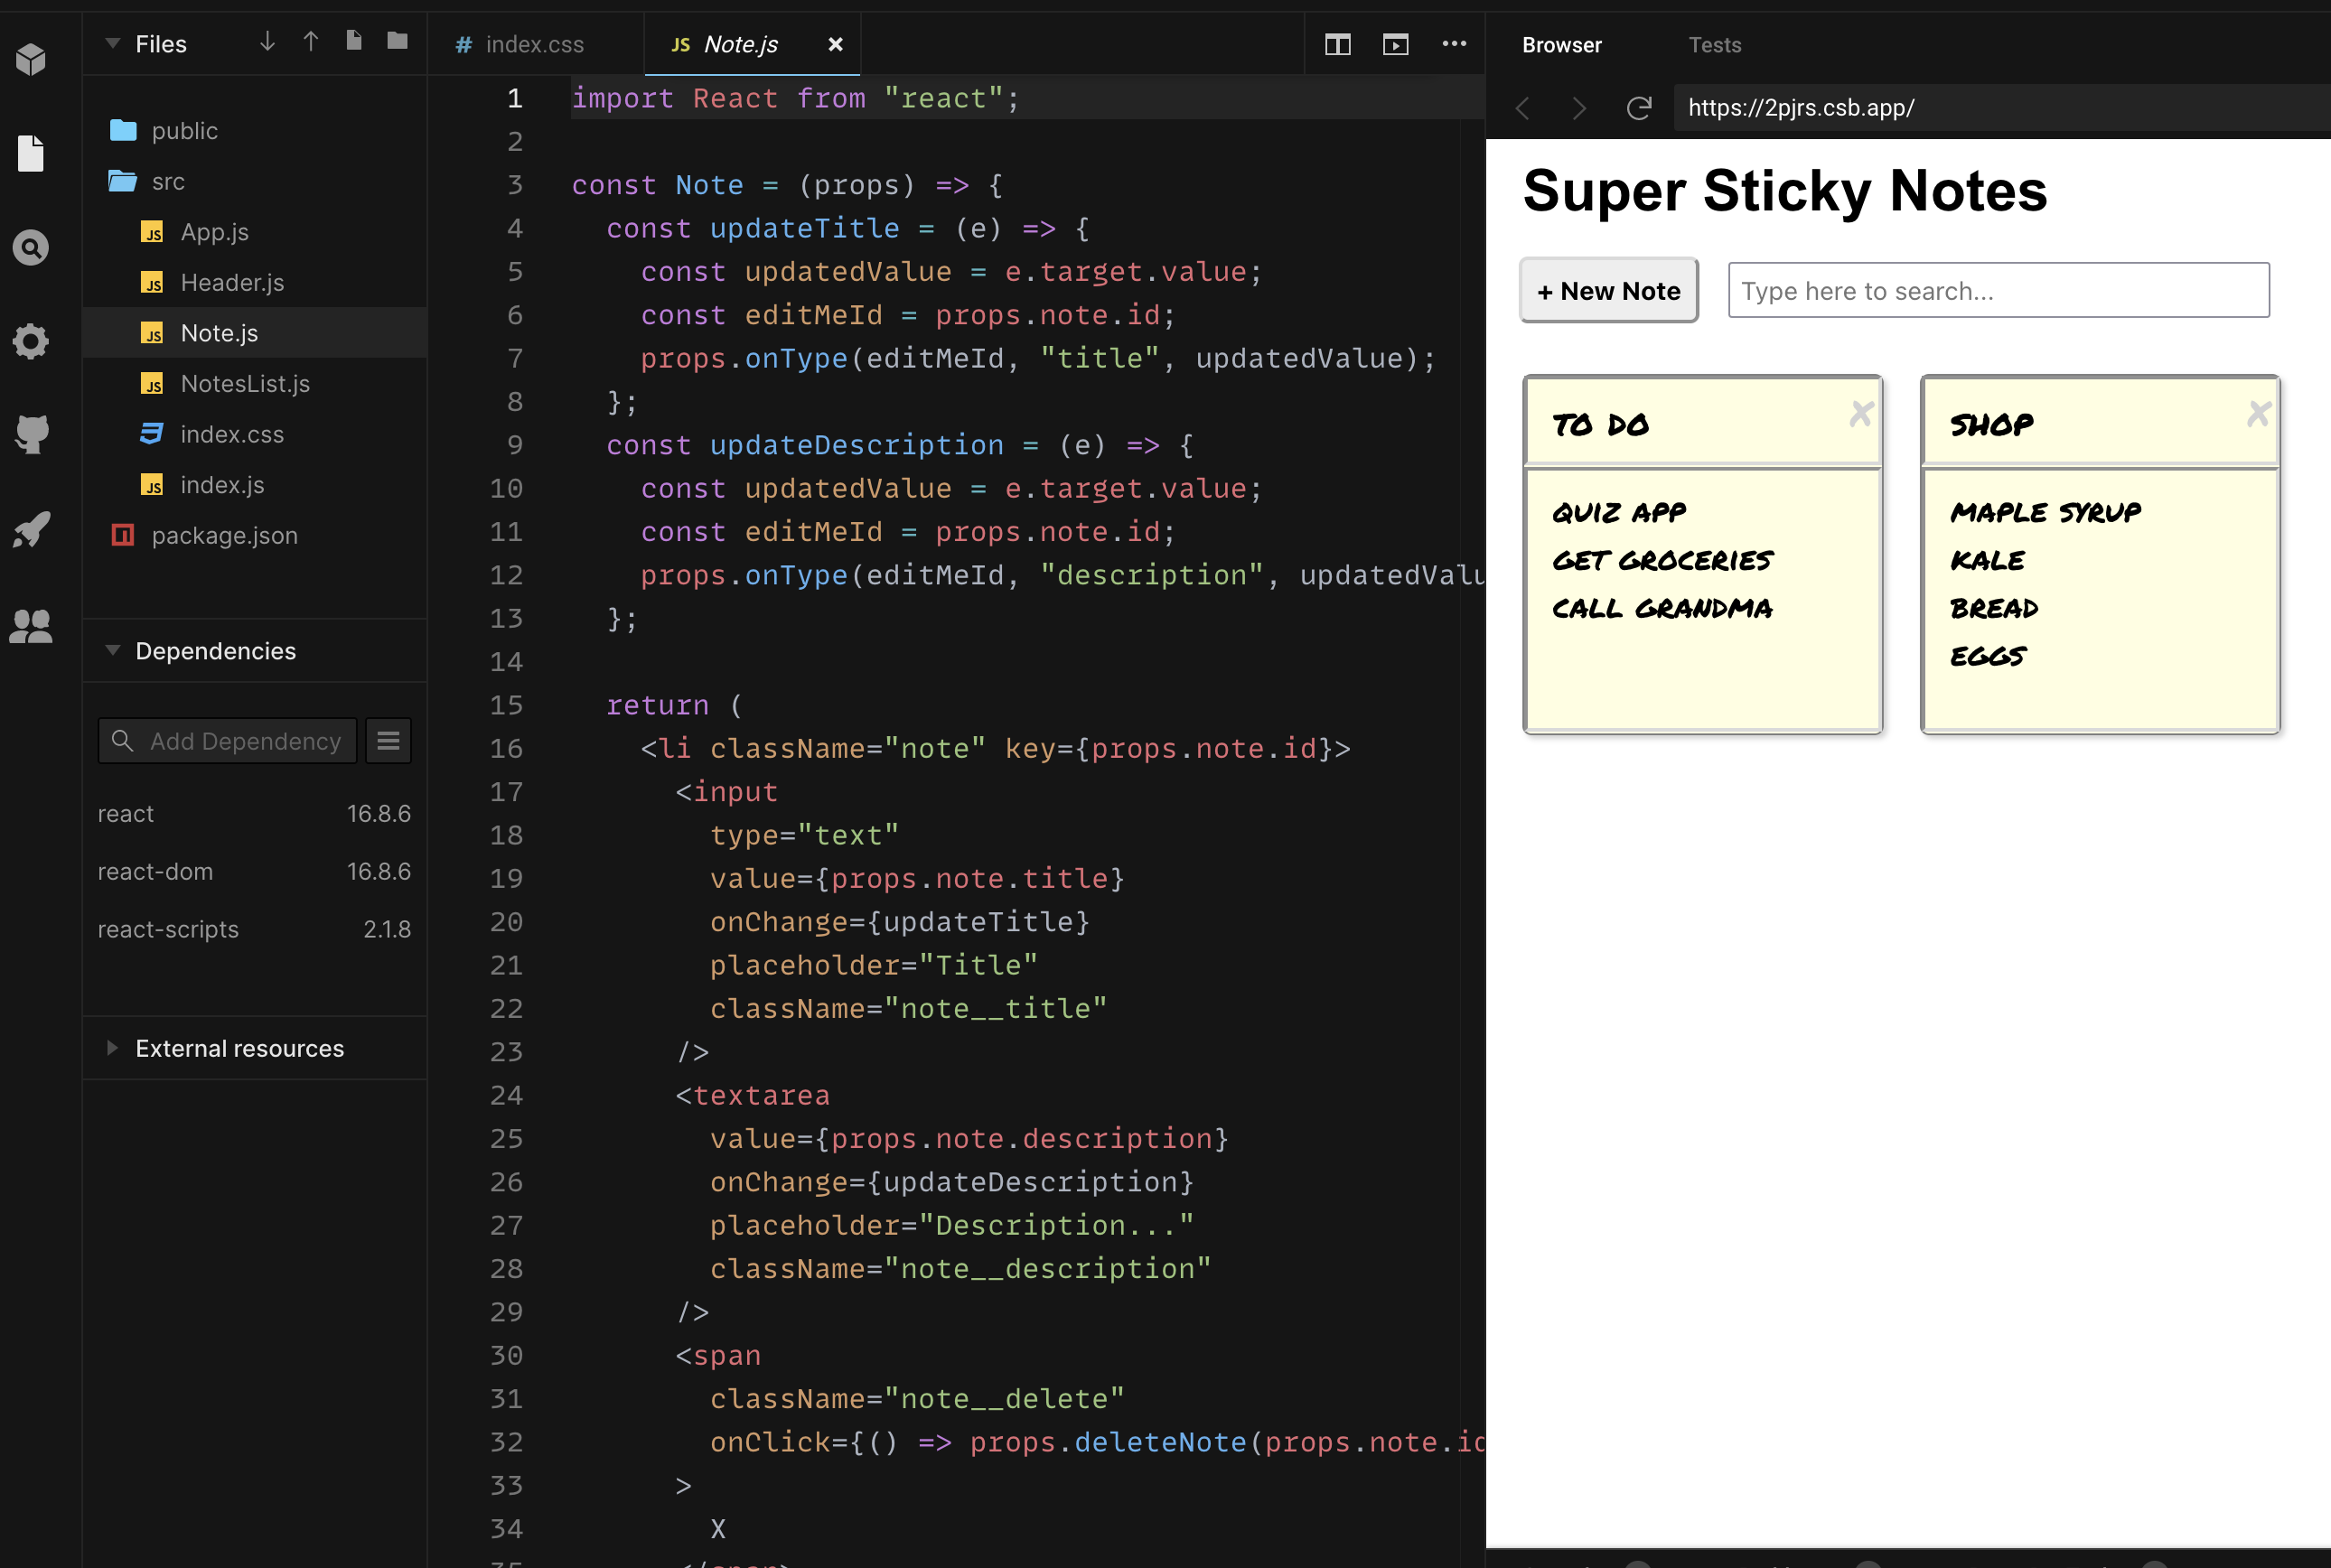 Files
public
src
App.js
Header.js
Note.js
NotesList.js
index.css
index.js
package.json
Dependencies
Add Dependency
react 16.8.6
react-dom 16.8.6
react-scripts 2.1.8
External resources
# index.css JS Note.js
1 import React from "react";
2
3 const Note = (props) => {
4 const updateTitle = (e) => {
5 const updatedValue = e.target.value;
6 const editMeId = props.note.id;
7 props.onType(editMeId, "title", updatedValue);
8 };
9 const updateDescription = (e) => {
10 const updatedValue = e.target.value;
11 const editMeId = props.note.id;
12 props.onType(editMeId, "description", updatedValu
13 };
14
15 return (
16 <li className="note" key={props.note.id}>
17 <input
18 type="text"
19 value={props.note.title}
20 onChange={updateTitle}
21 placeholder="Title"
22 className="note__title"
23 />
24 <textarea
25 value={props.note.description}
26 onChange={updateDescription}
27 placeholder="Description..."
28 className="note__description"
29 />
30 <span
31 className="note__delete"
32 onClick={() => props.deleteNote(props.note.id
33 >
34 X
Browser Tests
https://2pjrs.csb.app/
Super Sticky Notes
+ New Note
Type here to search...
TO DO
QUIZ APP
GET GROCERIES
CALL GRANDMA
SHOP
MAPLE SYRUP
KALE
BREAD
EGGS